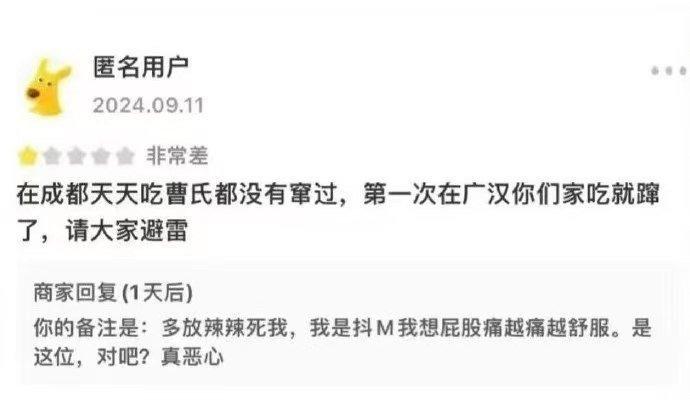 匿名用户
2024.09.11
非常差
在成都天天吃曹氏都没有窜过，第一次在广汉你们家吃就蹿
了，请大家避雷
商家回复(1天后)
你的备注是：多放辣辣死我，我是抖M我想屁股痛越痛越舒服。是
这位，对吧？真恶心